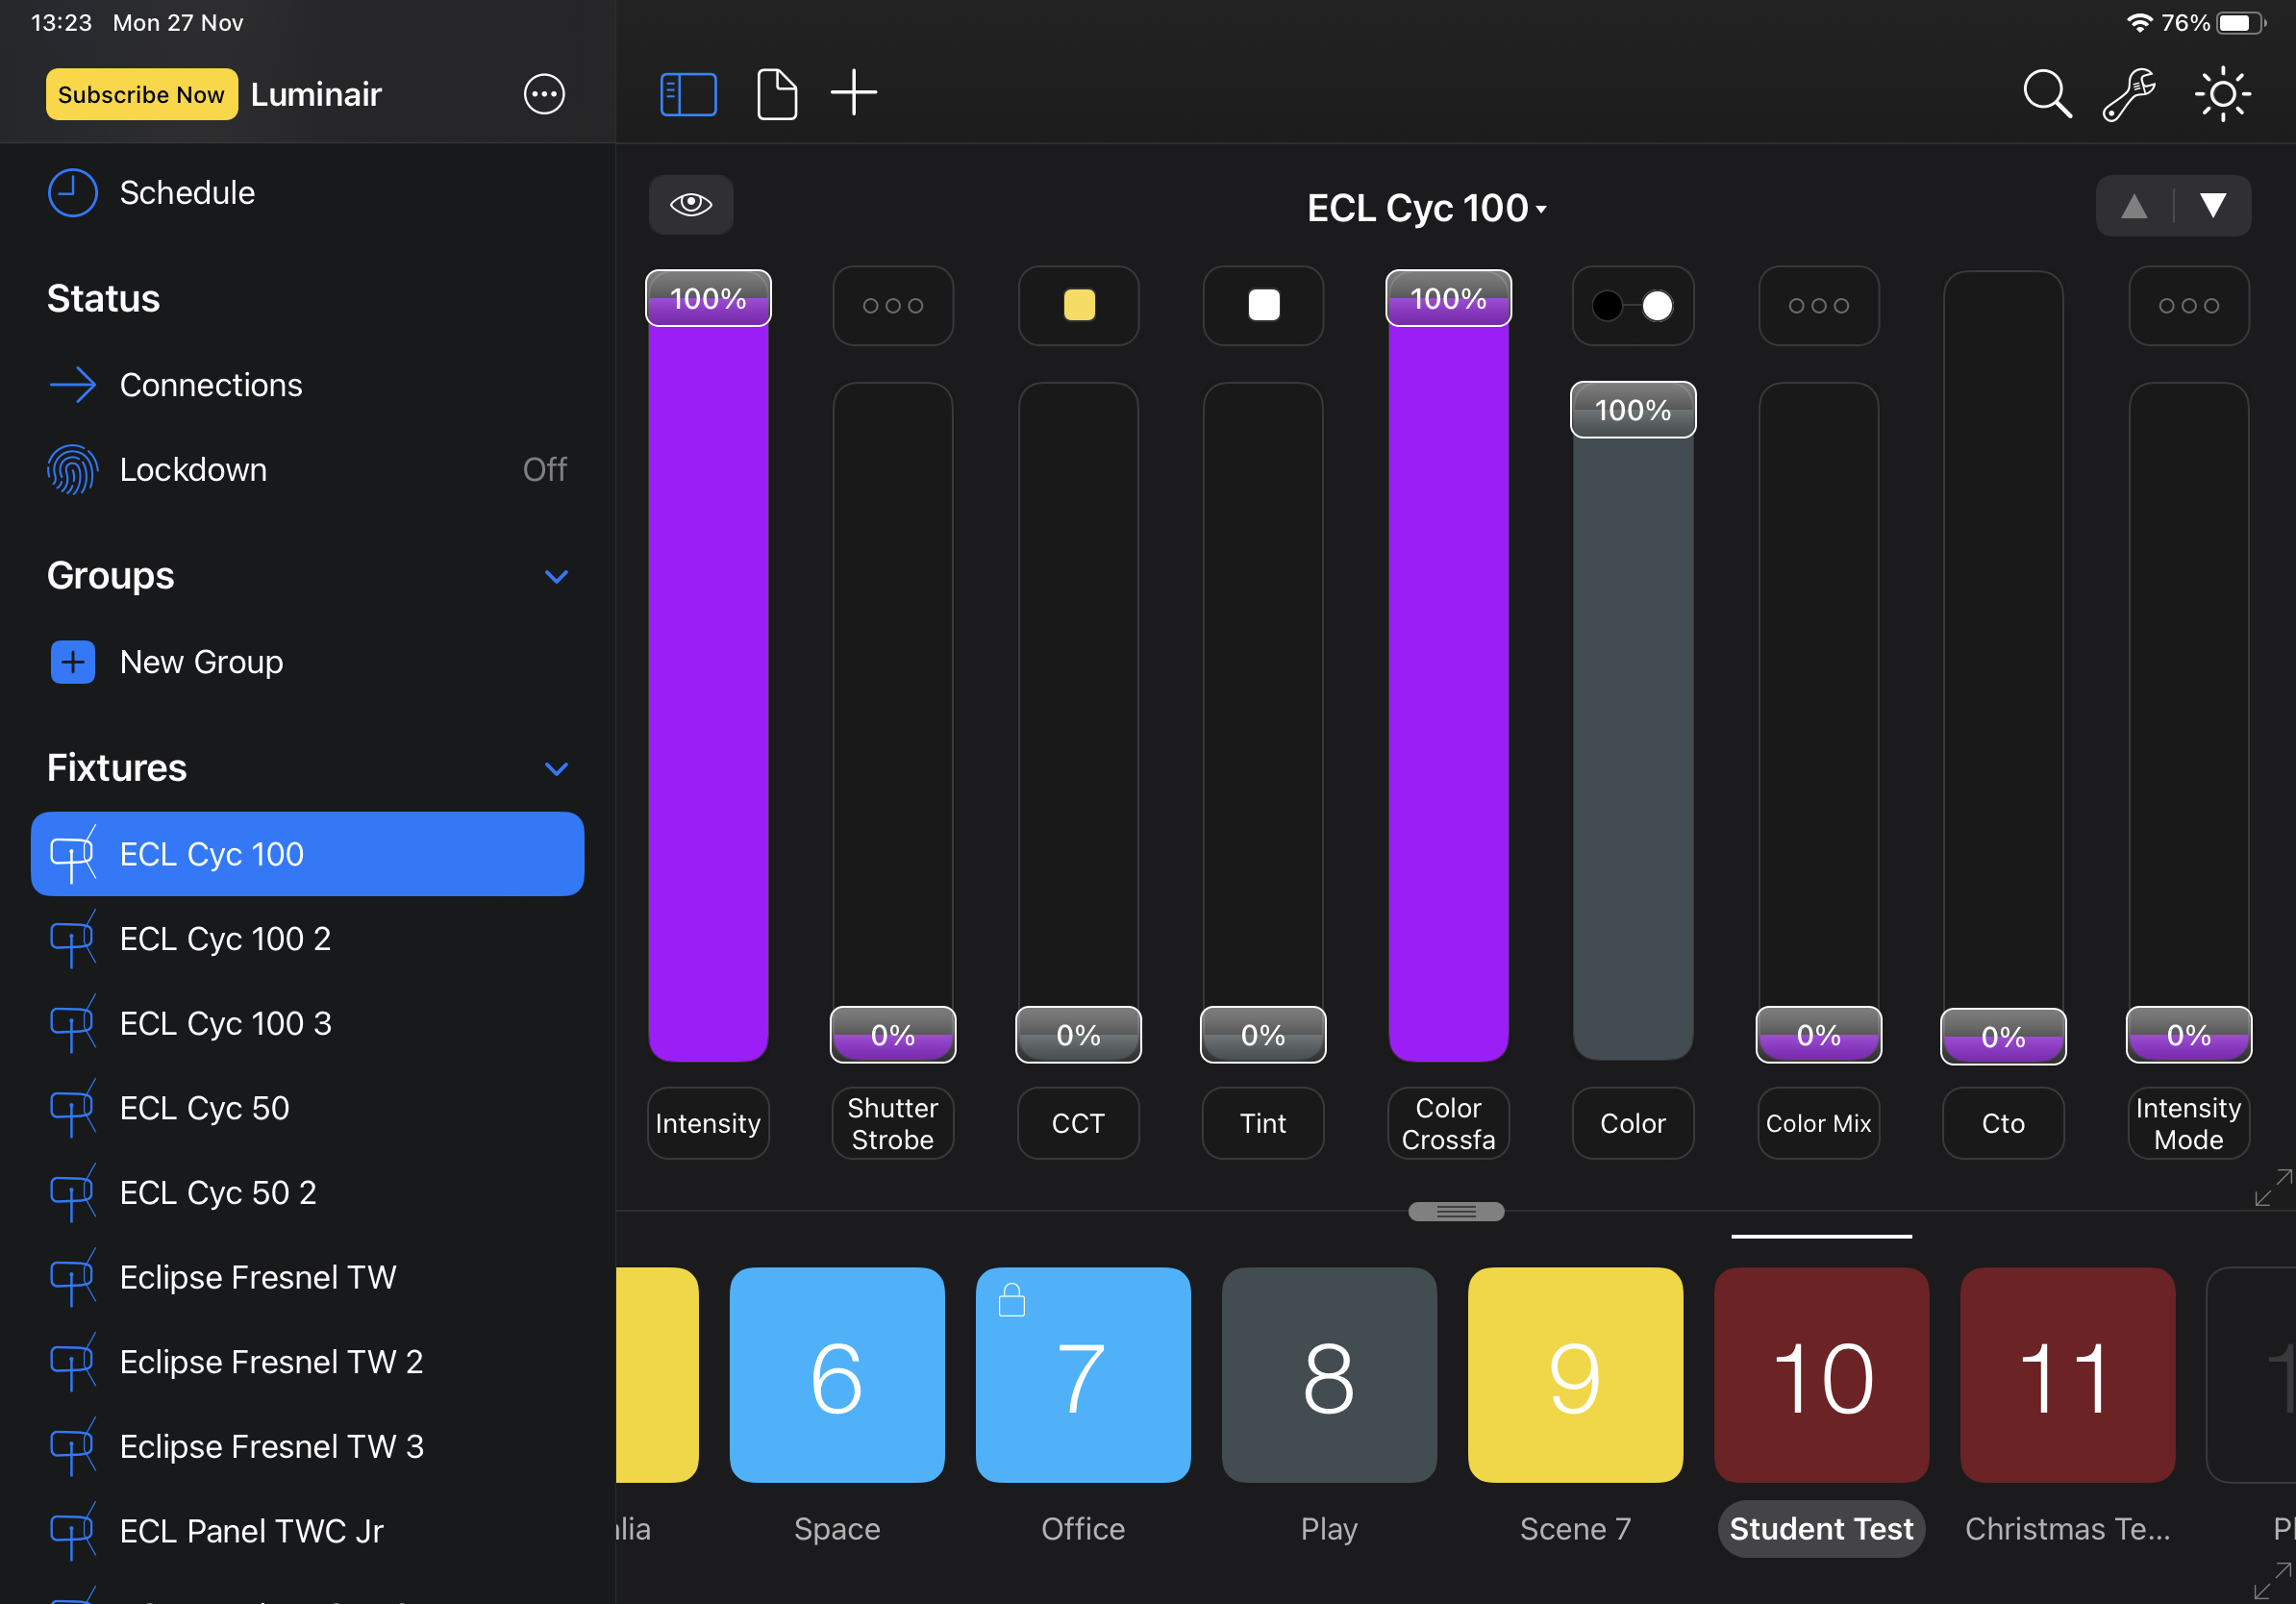 13:23 Mon 27 Nov
76%
Subscribe Now Luminair
Schedule
Status
Connections
Lockdown Off
Groups
New Group
Fixtures
ECL Cyc 100
ECL Cyc 100 2
ECL Cyc 100 3
ECL Cyc 50
ECL Cyc 50 2
Eclipse Fresnel TW
Eclipse Fresnel TW 2
Eclipse Fresnel TW 3
ECL Panel TWC Jr
ECL Cyc 100
100% 100%
100%
0% 0% 0% 0% 0% 0%
Intensity
Shutter
Strobe
CCT
Tint
Color
Crossfa
Color
Color Mix
Cto
Intensity
Mode
6 7 8 9 10 11
Space Office Play Scene 7 Student Test Christmas Te...